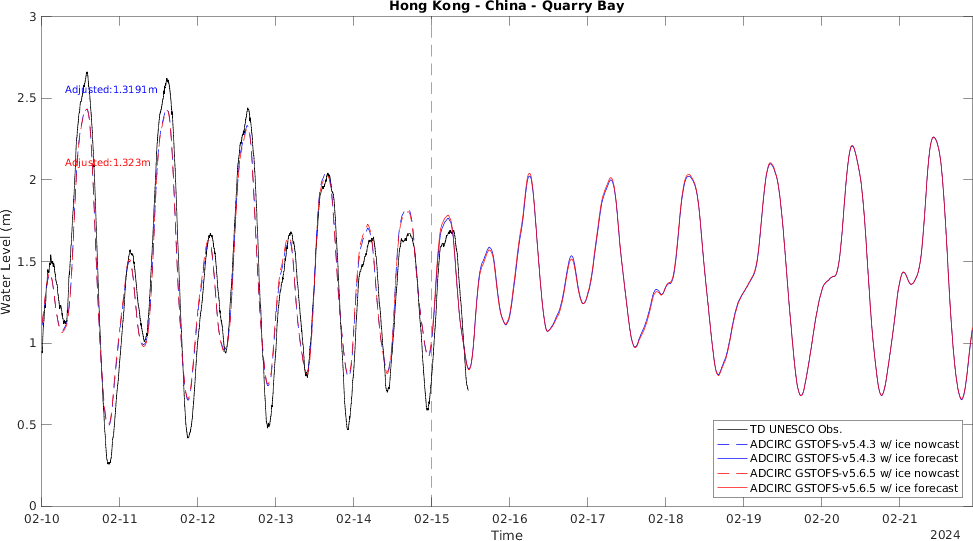 Hong Kong - China - Quarry Bay
3
2.5
2
1.5
1
0.5
0
Water Level (m)
Adjusted:1.3191m
Adjusted:1.323m
TD UNESCO Obs.
ADCIRC GSTOFS-v5.4.3 w/ ice nowcast
ADCIRC GSTOFS-v5.4.3 w/ ice forecast
ADCIRC GSTOFS-v5.6.5 w/ ice nowcast
ADCIRC GSTOFS-v5.6.5 w/ ice forecast
02-10 02-11 02-12 02-13 02-14 02-15 02-16 02-17 02-18 02-19 02-20 02-21
Time
2024